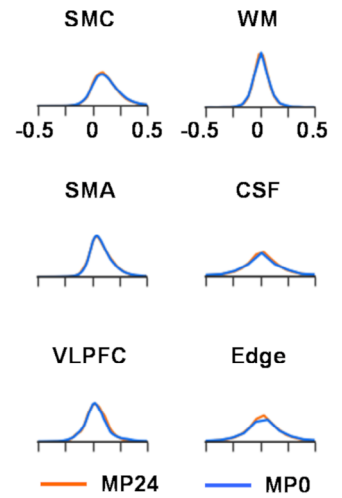 SMC WM
-0.5 0 0.5 -0.5 0 0.5
SMA CSF
VLPFC Edge
MP24 MP0